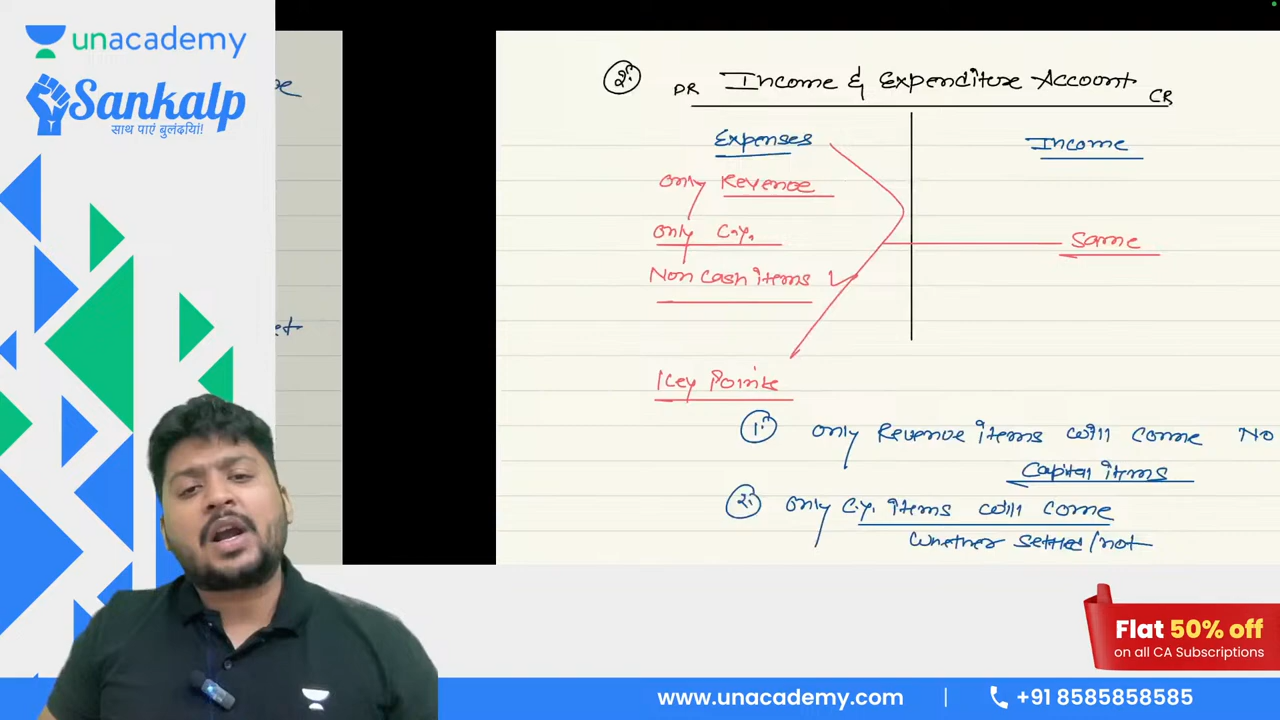 unacademy
Sankalp
साथ पाएं बुलंदियां!
2:
DR Income & Expenditure Account CR
Expenses
Income
only Revenue
only C.Y.
Same
Non Cash items
Key Points
1:
only Revenue items will come No
Capital items
2:
only C.Y. items will come
whether settled/not
Flat 50% off
on all CA Subscriptions
www.unacademy.com | +91 8585858585